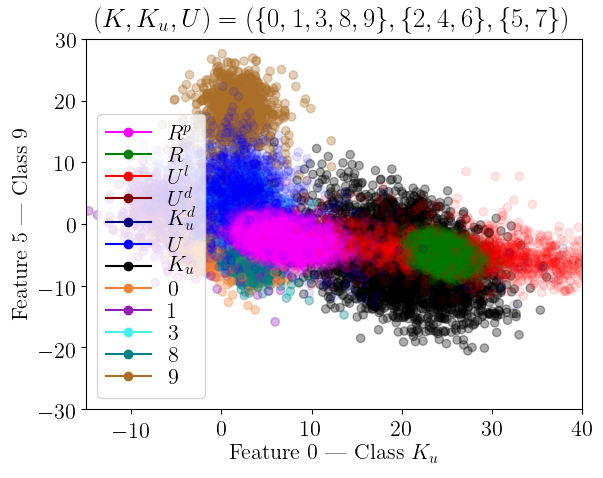 (K, K_u, U) = ({0, 1, 3, 8, 9}, {2, 4, 6}, {5, 7})
30
20
10
0
−10
−20
−30
Feature 5 — Class 9
R^p
R
U^l
U^d
K_u^d
U
K_u
0
1
3
8
9
−10
0
10
20
30
40
Feature 0 — Class K_u